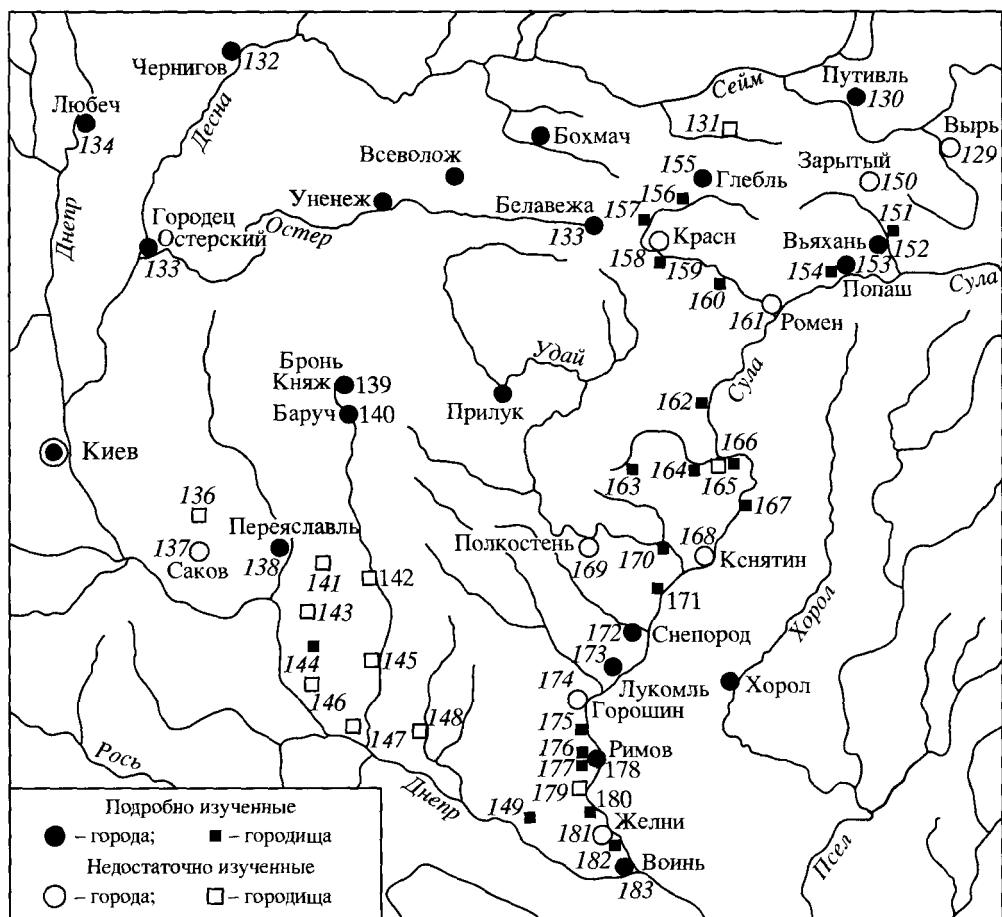 Чернигов
132
Любеч
134
Десна
Днепр
Сейм
Путивль
130
131
Вырь
129
Бохмач
Всеволож
Зарытый
150
155
Глебль
156
Уненеж
157
Белавежа
133
Остер
Городец
Остерский
133
Красн
158
159
160
151
152
Вьяхань
153
154
Попаш
Сула
161
Ромен
Удай
Сула
Бронь
Княж
139
Баруч
140
Прилук
162
Киев
166
163
164
165
167
136
137
Саков
Переяславль
138
141
142
143
144
145
146
147
148
Полкостень
169
170
168
Кснятин
171
Хорол
172
Снепород
173
Лукомль
Хорол
174
Горошин
175
176
177
Римов
178
179
180
149
181
Желни
182
Воинь
183
Рось
Днепр
Псел
Подробно изученные
– города;
– городища
Недостаточно изученные
– города;
– городища